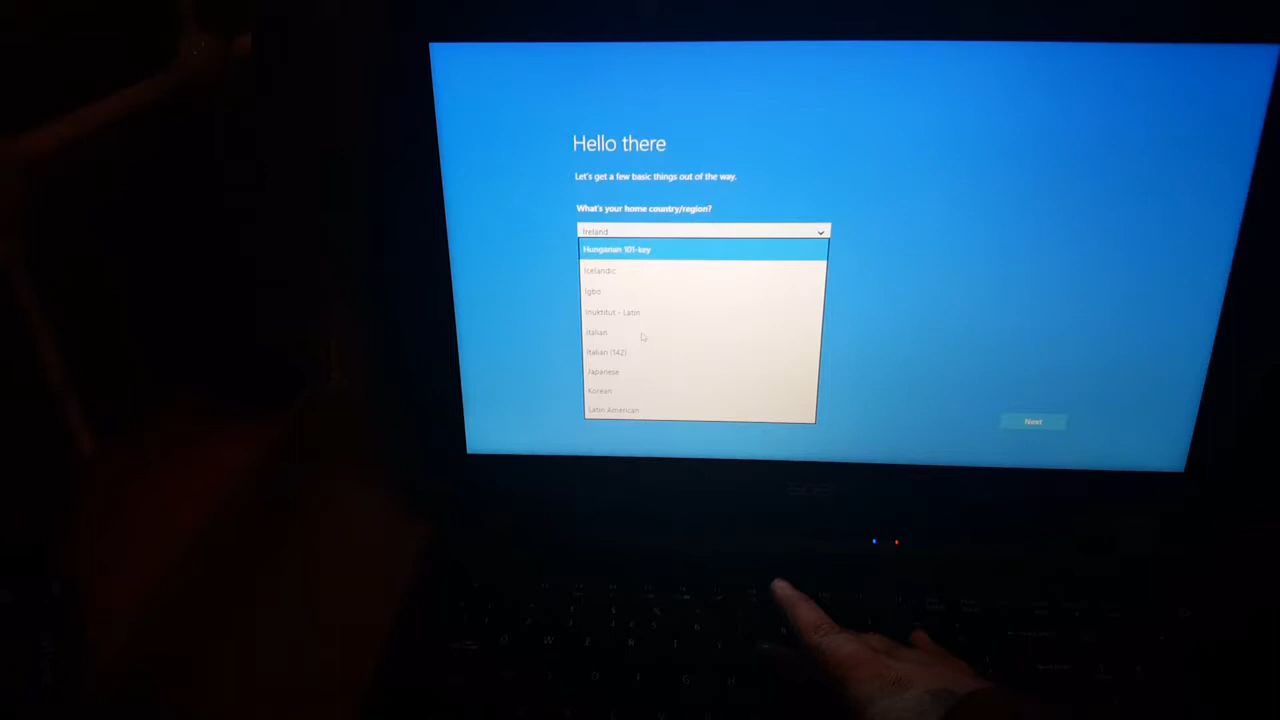 Hello there
Let's get a few basic things out of the way.
What's your home country/region?
Ireland
Hungarian 101-key
Icelandic
Igbo
Inuktitut - Latin
Italian
Italian (142)
Japanese
Korean
Latin American
Next
acer
W E R T
D F G H